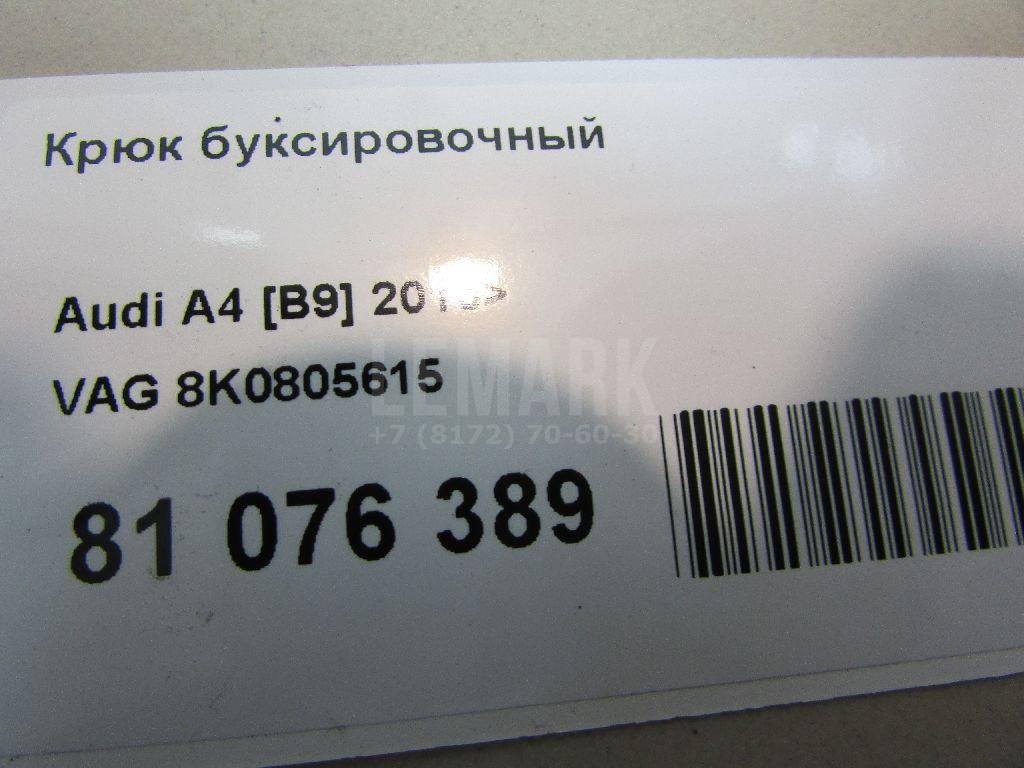 Крюк буксировочный
Audi A4 [B9]
VAG 8K0805615
LEMARK
+7 (8172) 70-60-30
81 076 389